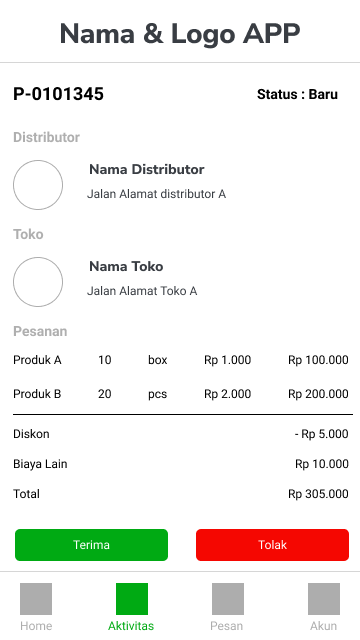 Nama & Logo APP
P-0101345 Status : Baru
Distributor
Nama Distributor
Jalan Alamat distributor A
Toko
Nama Toko
Jalan Alamat Toko A
Pesanan
Produk A 10 box Rp 1.000 Rp 100.000
Produk B 20 pcs Rp 2.000 Rp 200.000
Diskon - Rp 5.000
Biaya Lain Rp 10.000
Total Rp 305.000
Terima Tolak
Home Aktivitas Pesan Akun